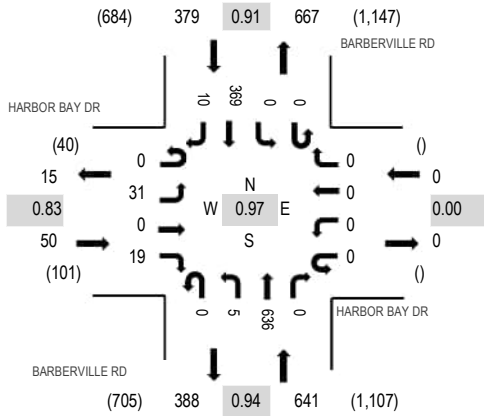 (684) 379 0.91 667 (1,147)
BARBERVILLE RD
10 369 0 0
HARBOR BAY DR
(40)
15
0.83
50
(101)
0
31
0
19
N
W 0.97 E
S
0
0
0
0
()
0
0.00
0
()
0 5 636 0
HARBOR BAY DR
BARBERVILLE RD
(705) 388 0.94 641 (1,107)